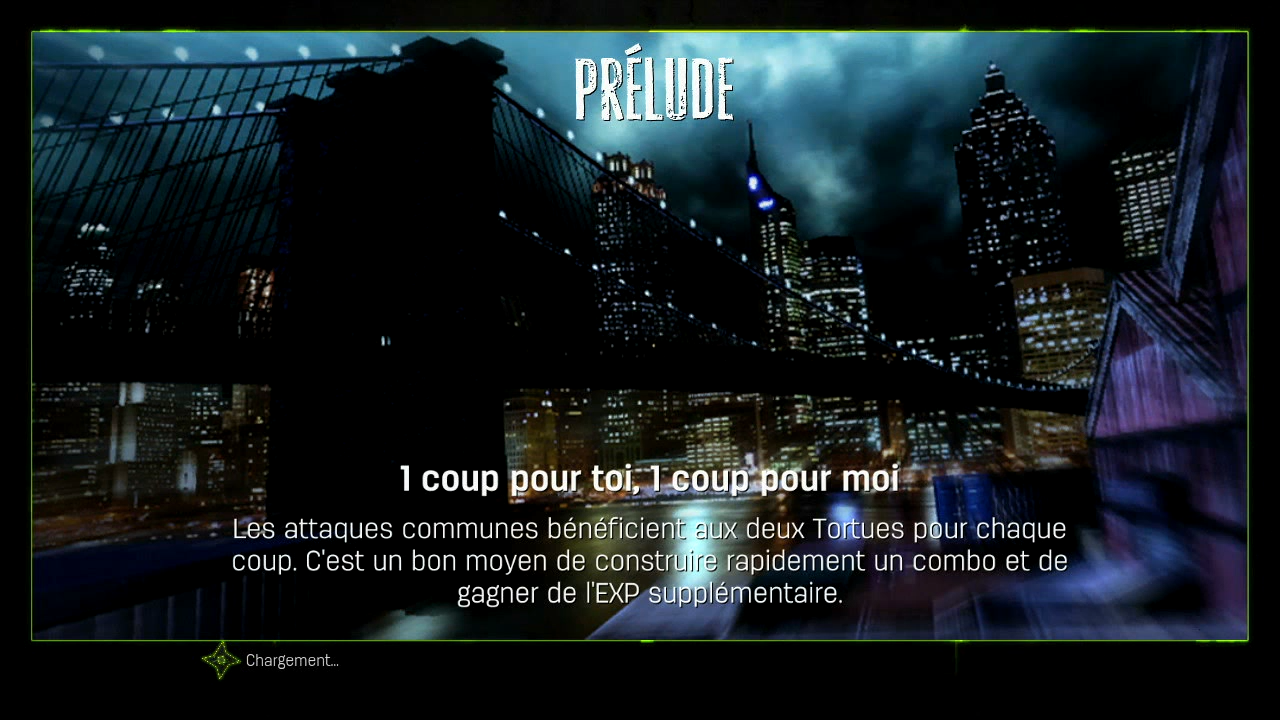 PRÉLUDE
1 coup pour toi, 1 coup pour moi
Les attaques communes bénéficient aux deux Tortues pour chaque
coup. C'est un bon moyen de construire rapidement un combo et de
gagner de l'EXP supplémentaire.
Chargement...